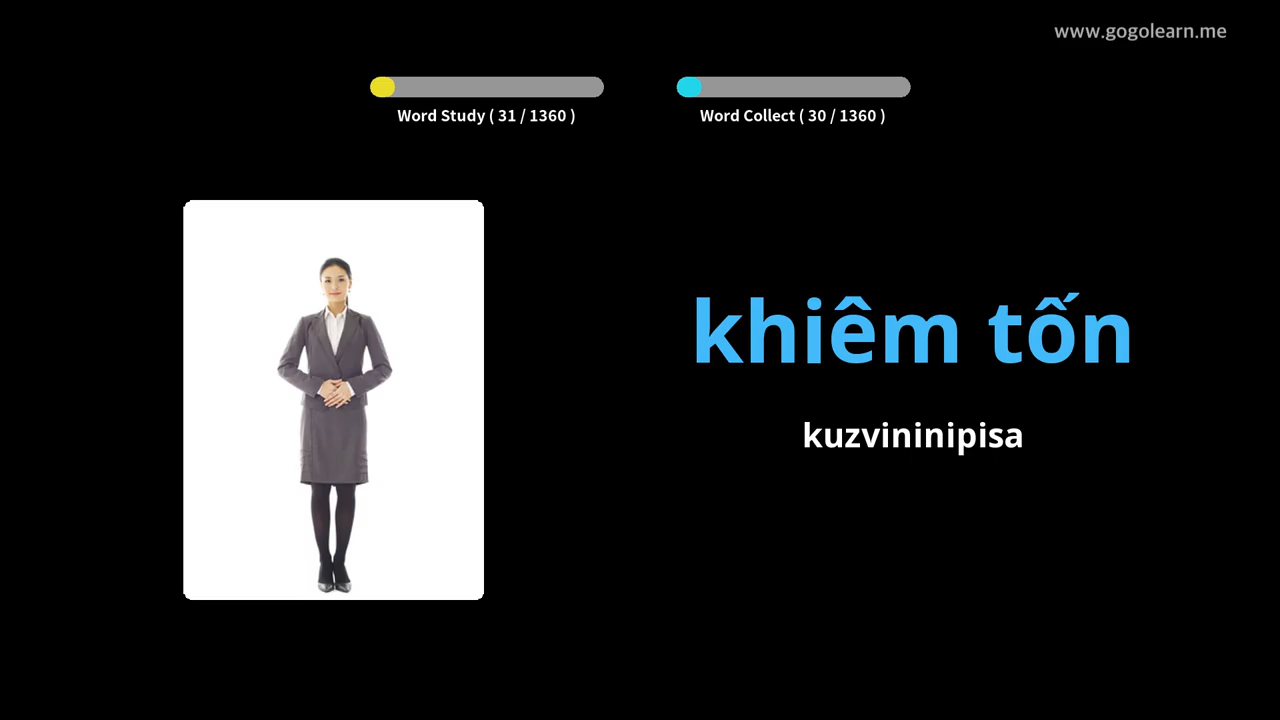 www.gogolearn.me
Word Study ( 31 / 1360 )
Word Collect ( 30 / 1360 )
khiêm tốn
kuzvininipisa